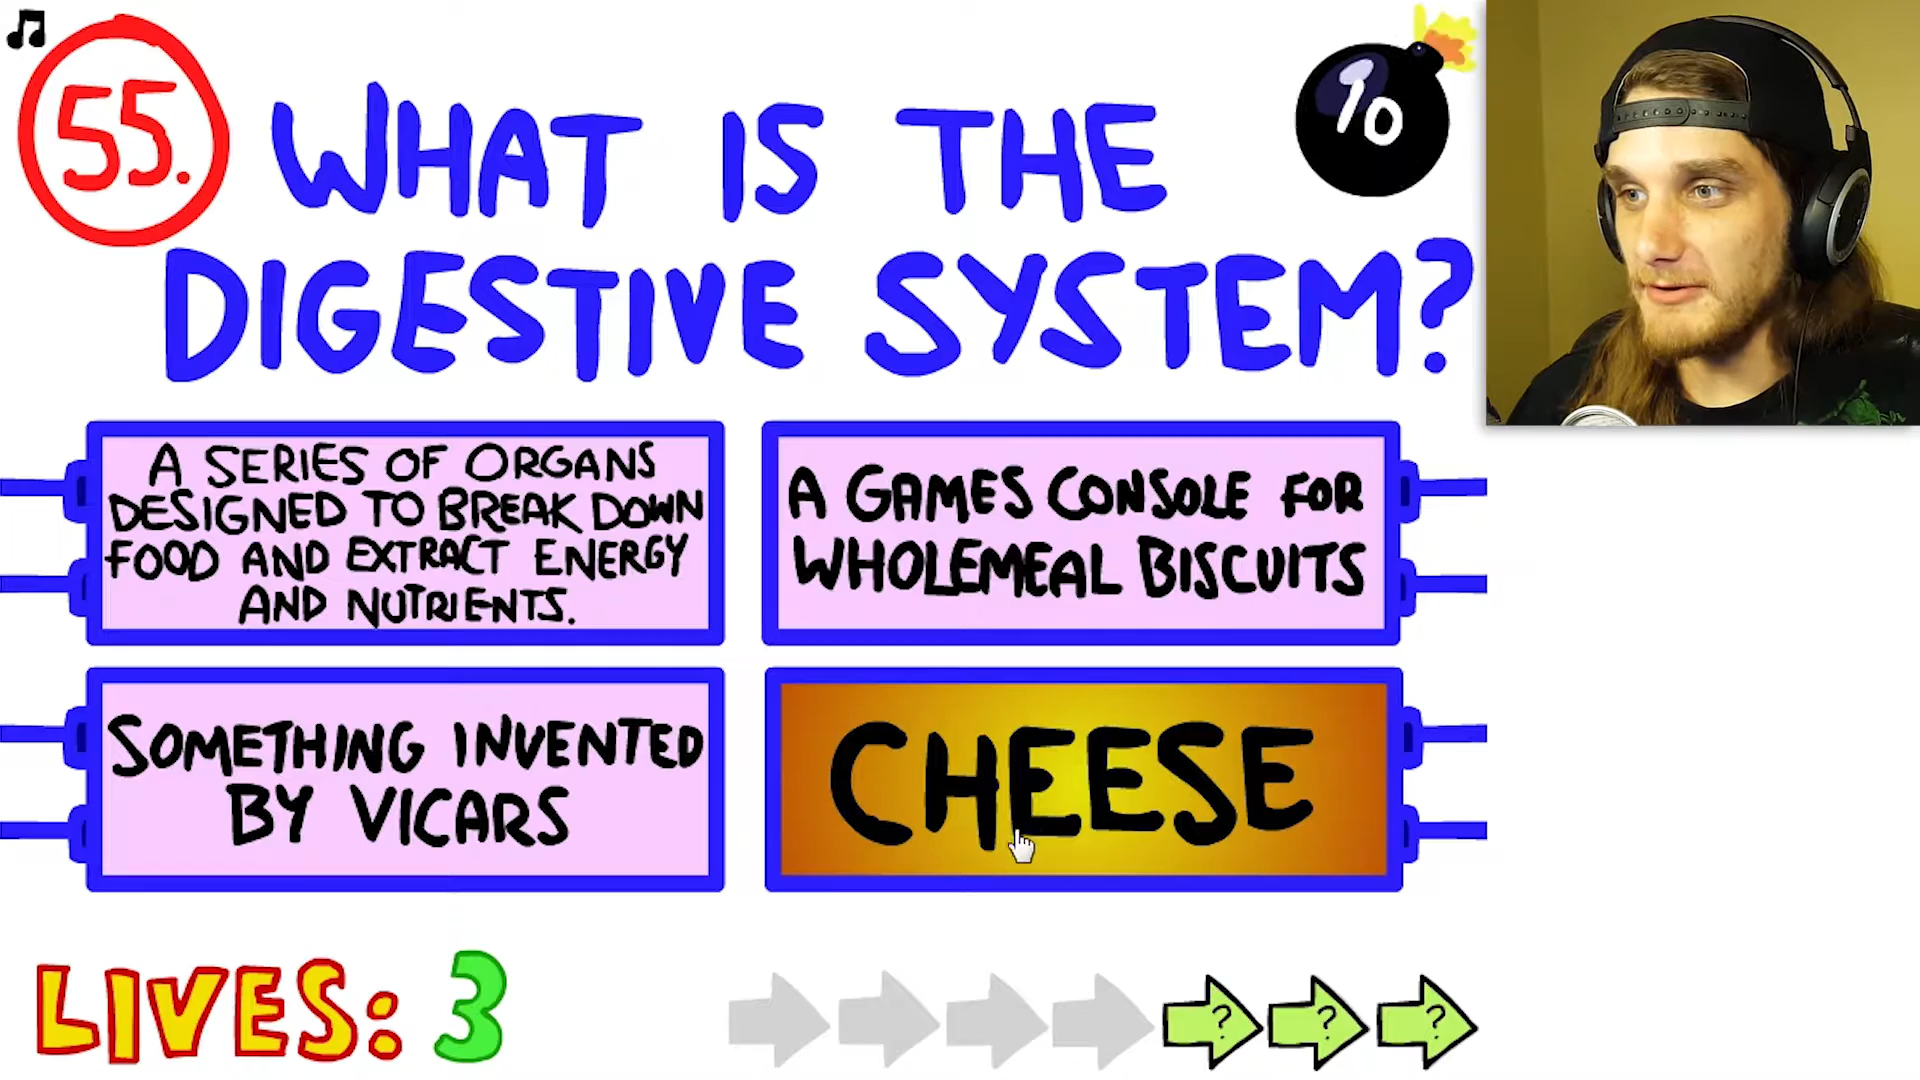 55.
WHAT IS THE
DIGESTIVE SYSTEM?
10
A SERIES OF ORGANS
DESIGNED TO BREAK DOWN
FOOD AND EXTRACT ENERGY
AND NUTRIENTS.
A GAMES CONSOLE FOR
WHOLEMEAL BISCUITS
SOMETHING INVENTED
BY VICARS
CHEESE
LIVES: 3
? ? ?